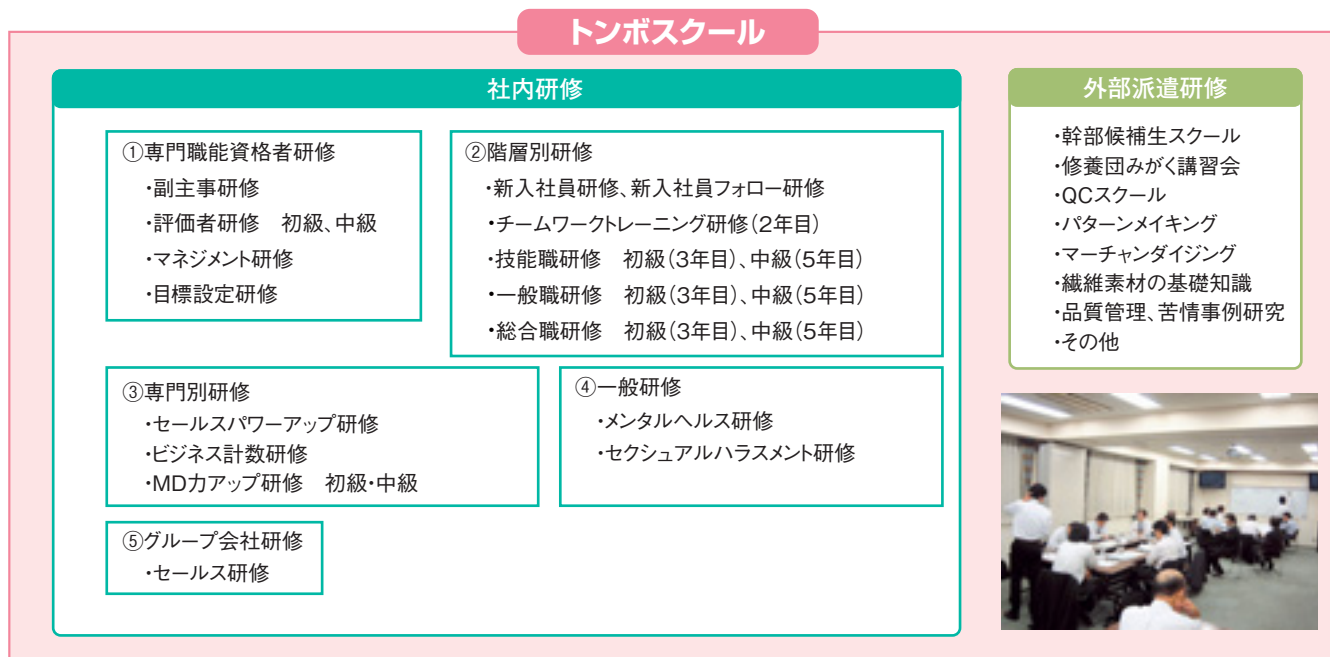 トンボスクール
社内研修
①専門職能資格者研修
・副主事研修
・評価者研修　初級、中級
・マネジメント研修
・目標設定研修
②階層別研修
・新入社員研修、新入社員フォロー研修
・チームワークトレーニング研修(2年目)
・技能職研修　初級(3年目)、中級(5年目)
・一般職研修　初級(3年目)、中級(5年目)
・総合職研修　初級(3年目)、中級(5年目)
③専門別研修
・セールスパワーアップ研修
・ビジネス計数研修
・MD力アップ研修　初級・中級
④一般研修
・メンタルヘルス研修
・セクシュアルハラスメント研修
⑤グループ会社研修
・セールス研修
外部派遣研修
・幹部候補生スクール
・修養団みがく講習会
・QCスクール
・パターンメイキング
・マーチャンダイジング
・繊維素材の基礎知識
・品質管理、苦情事例研究
・その他